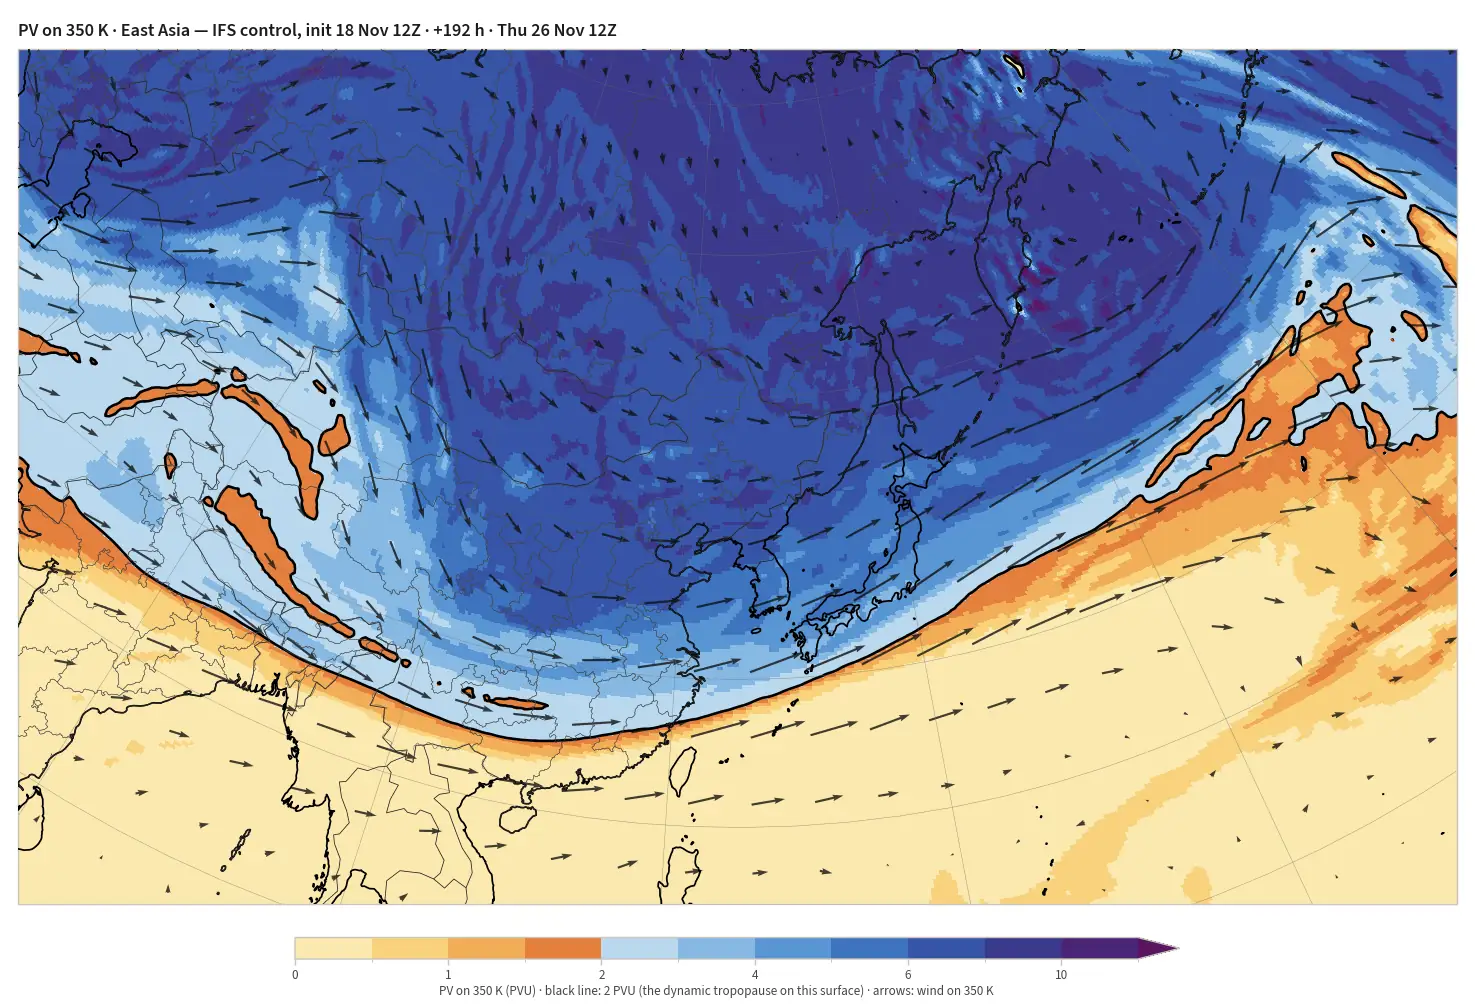 PV on 350 K · East Asia — IFS control, init 18 Nov 12Z · +192 h · Thu 26 Nov 12Z
0 1 2 4 6 10
PV on 350 K (PVU) · black line: 2 PVU (the dynamic tropopause on this surface) · arrows: wind on 350 K